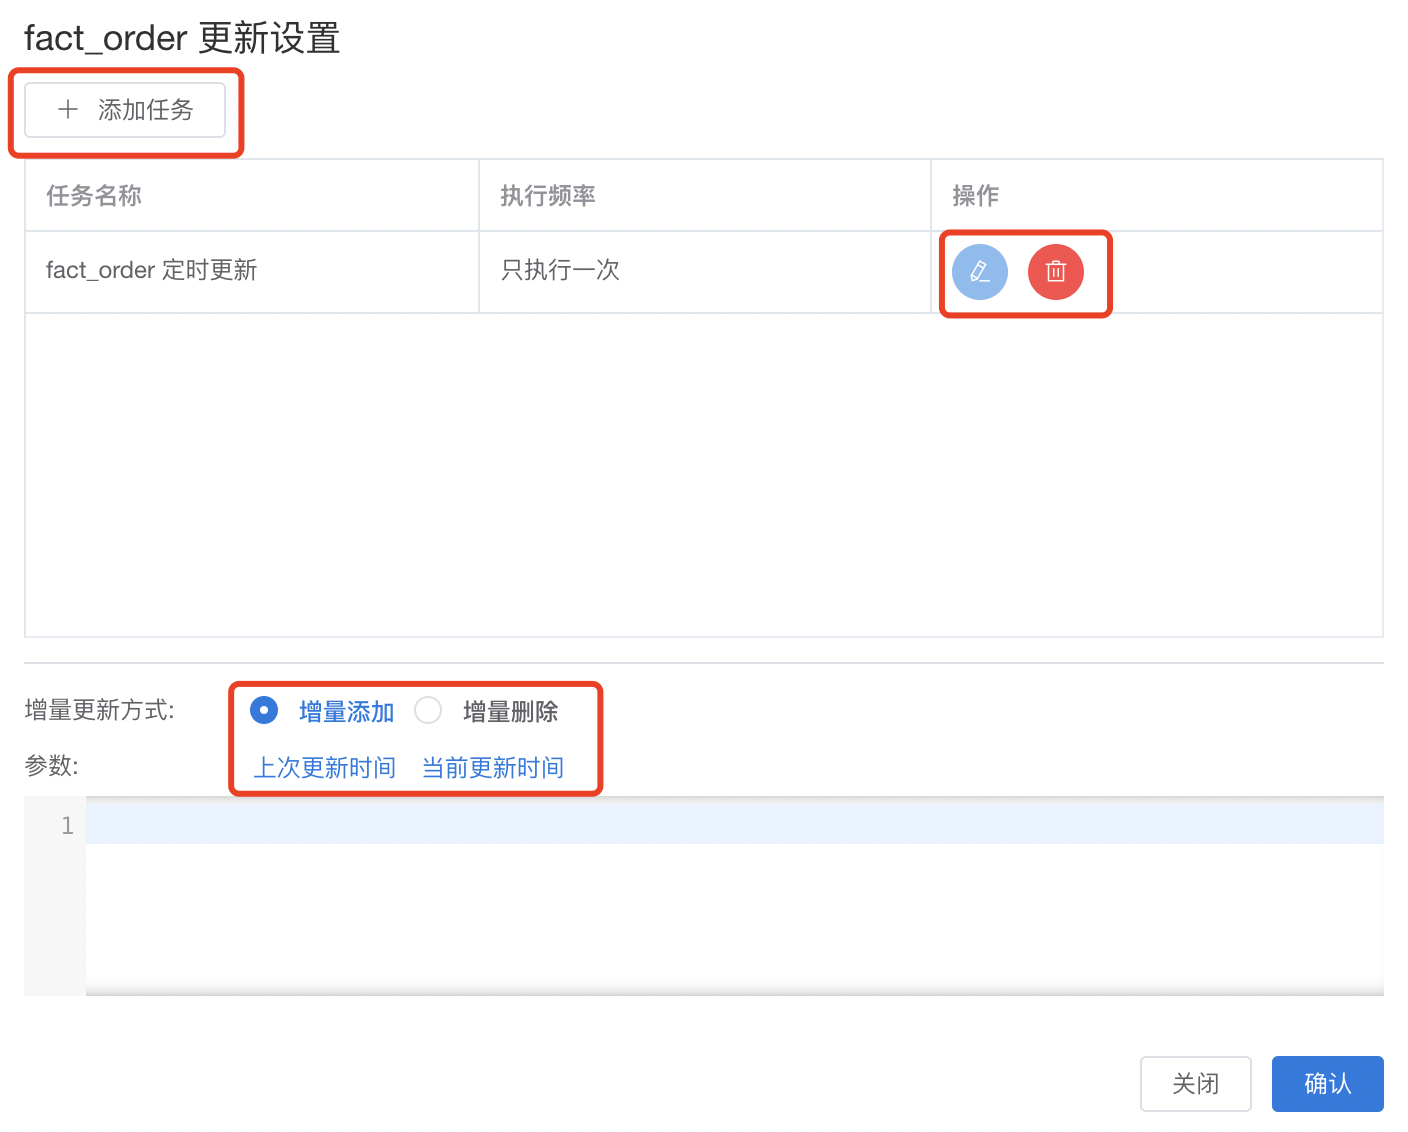 fact_order 更新设置
添加任务
任务名称 执行频率 操作
fact_order 定时更新 只执行一次
增量更新方式: 增量添加 增量删除
参数: 上次更新时间 当前更新时间
1
关闭 确认